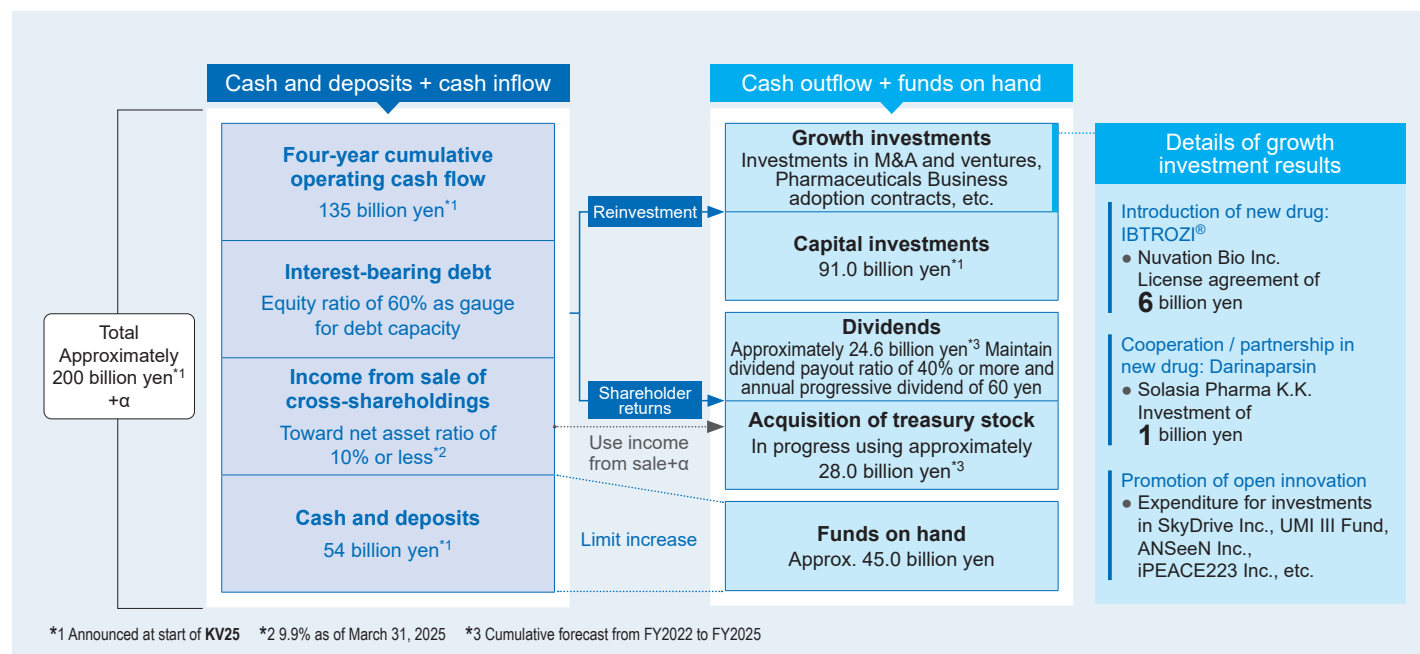 Cash and deposits + cash inflow
Total
Approximately
200 billion yen*1
+α
Four-year cumulative
operating cash flow
135 billion yen*1
Interest-bearing debt
Equity ratio of 60% as gauge
for debt capacity
Income from sale of
cross-shareholdings
Toward net asset ratio of
10% or less*2
Cash and deposits
54 billion yen*1
Reinvestment
Shareholder
returns
Use income
from sale+α
Limit increase
Cash outflow + funds on hand
Growth investments
Investments in M&A and ventures,
Pharmaceuticals Business
adoption contracts, etc.
Capital investments
91.0 billion yen*1
Dividends
Approximately 24.6 billion yen*3 Maintain
dividend payout ratio of 40% or more and
annual progressive dividend of 60 yen
Acquisition of treasury stock
In progress using approximately
28.0 billion yen*3
Funds on hand
Approx. 45.0 billion yen
Details of growth
investment results
Introduction of new drug:
IBTROZI®
● Nuvation Bio Inc.
License agreement of
6 billion yen
Cooperation / partnership in
new drug: Darinaparsin
● Solasia Pharma K.K.
Investment of
1 billion yen
Promotion of open innovation
● Expenditure for investments
in SkyDrive Inc., UMI III Fund,
ANSeeN Inc.,
iPEACE223 Inc., etc.
*1 Announced at start of KV25 *2 9.9% as of March 31, 2025 *3 Cumulative forecast from FY2022 to FY2025